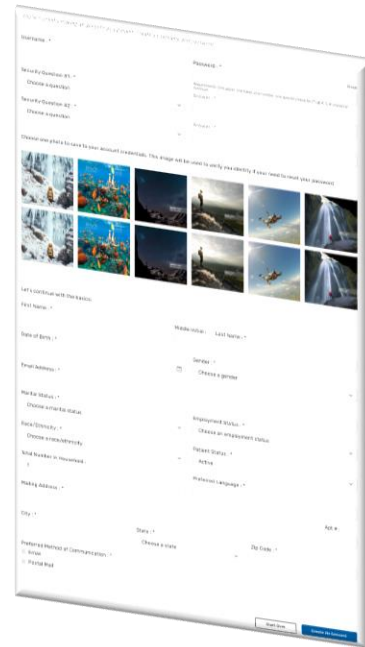 Username : *
Password : *
Security Question #1 : *
Choose a question
Answer : *
Security Question #2 : *
Choose a question
Answer : *
Choose one photo to save to your account credentials. This image will be used to verify you identity if your need to reset your password
Let's continue with the basics
First Name : *
Middle Initial :
Last Name : *
Date of Birth : *
Gender : *
Choose a gender
Email Address : *
Marital Status : *
Choose a marital status
Employment Status : *
Choose an employment status
Race/Ethnicity : *
Choose a race/ethnicity
Patient Status : *
Active
Total Number in Household :
1
Preferred Language : *
Mailing Address : *
Apt # :
City : *
State : *
Choose a state
Zip Code : *
Preferred Method of Communication : *
Email
Postal Mail
Start Over
Create My Account